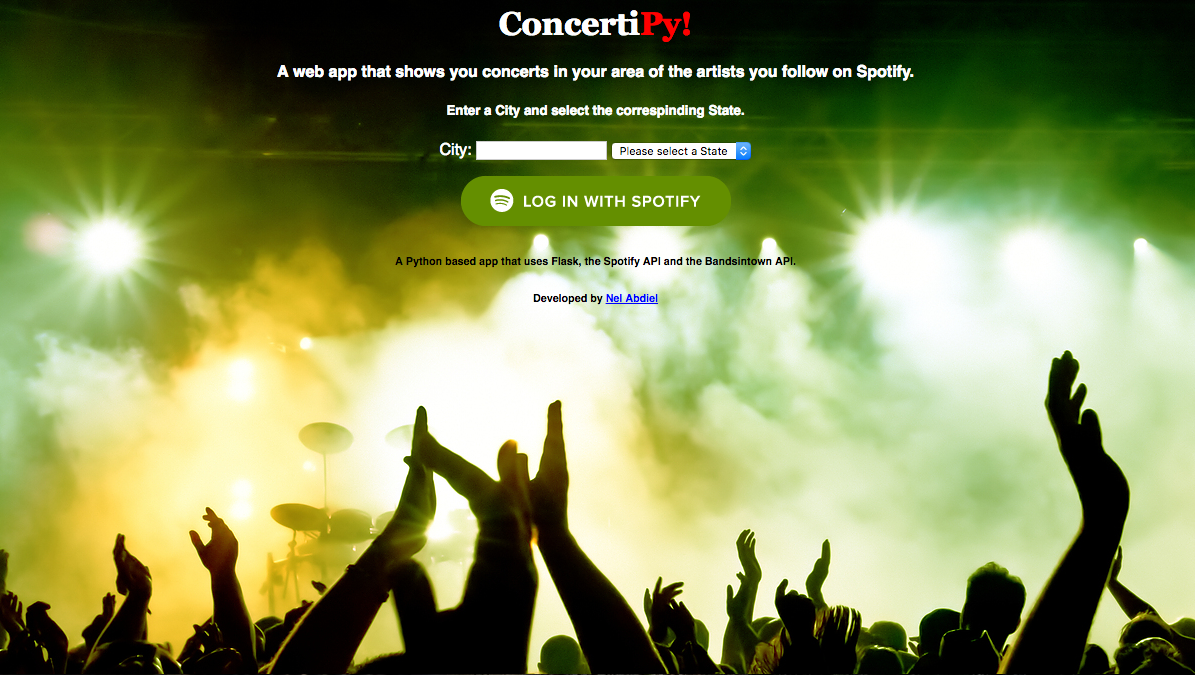 ConcertiPy!
A web app that shows you concerts in your area of the artists you follow on Spotify.
Enter a City and select the correspinding State.
City: Please select a State
LOG IN WITH SPOTIFY
A Python based app that uses Flask, the Spotify API and the Bandsintown API.
Developed by Nel Abdiel